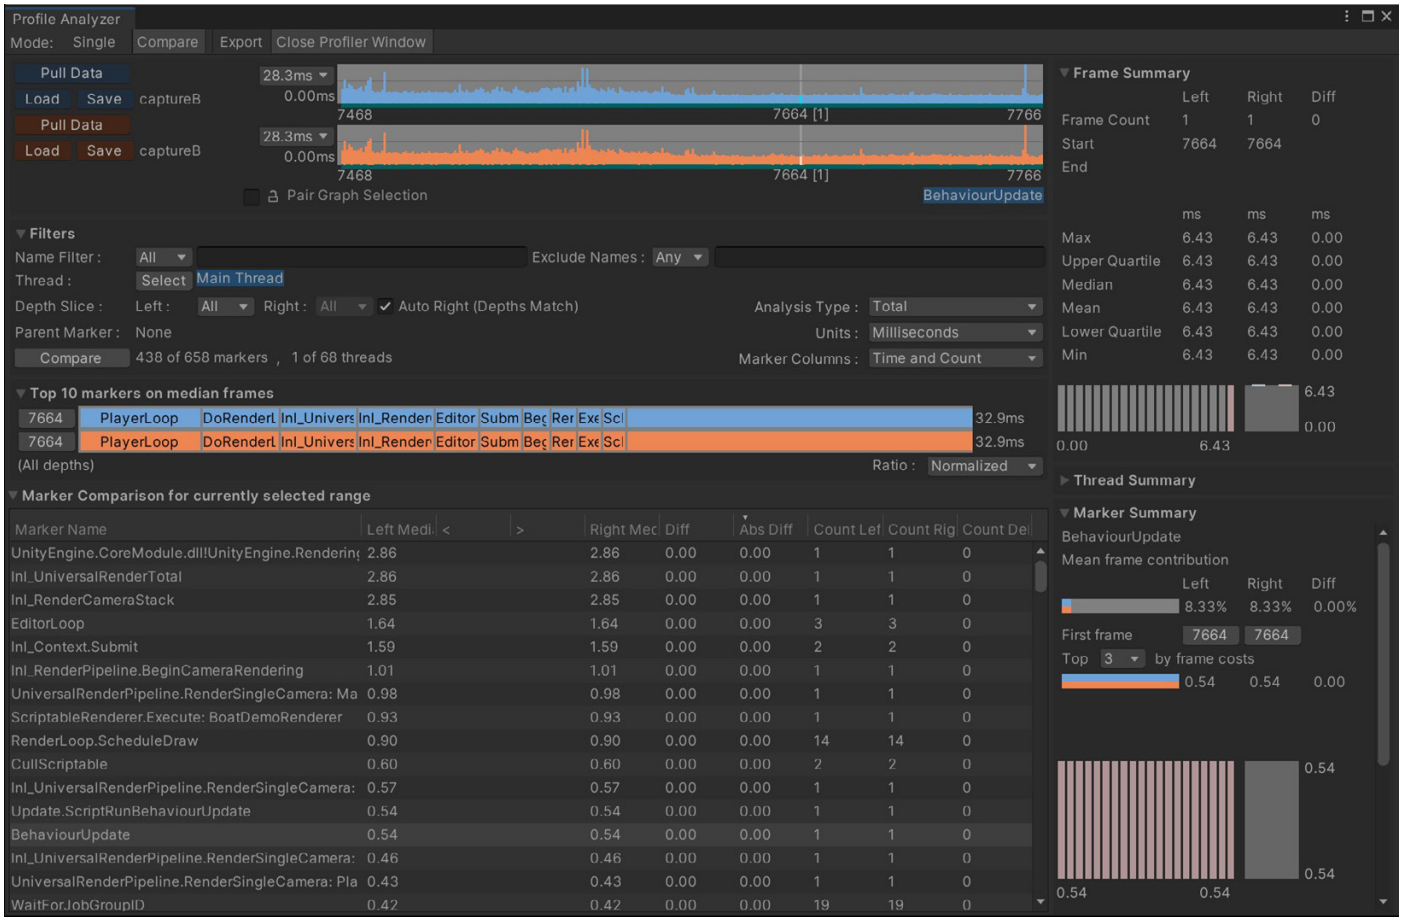 Profile Analyzer
Mode: Single Compare Export Close Profiler Window
Pull Data
Load Save captureB
28.3ms
0.00ms
7468 7664 [1] 7766
Pull Data
Load Save captureB
28.3ms
0.00ms
7468 7664 [1] 7766
Pair Graph Selection BehaviourUpdate
Filters
Name Filter : All Exclude Names : Any
Thread : Select Main Thread
Depth Slice : Left : All Right : All Auto Right (Depths Match) Analysis Type : Total
Parent Marker : None Units : Milliseconds
Compare 438 of 658 markers , 1 of 68 threads Marker Columns : Time and Count
Top 10 markers on median frames
7664 PlayerLoop DoRenderL Inl_Univers Inl_Render Editor Subm Beg Rer Exe Scl 32.9ms
7664 PlayerLoop DoRenderL Inl_Univers Inl_Render Editor Subm Beg Rer Exe Scl 32.9ms
(All depths) Ratio : Normalized
Marker Comparison for currently selected range
Marker Name Left Medi < > Right Mec Diff Abs Diff Count Lef Count Rig Count Del
UnityEngine.CoreModule.dll!UnityEngine.Rendering 2.86 2.86 0.00 0.00 1 1 0
Inl_UniversalRenderTotal 2.86 2.86 0.00 0.00 1 1 0
Inl_RenderCameraStack 2.85 2.85 0.00 0.00 1 1 0
EditorLoop 1.64 1.64 0.00 0.00 3 3 0
Inl_Context.Submit 1.59 1.59 0.00 0.00 2 2 0
Inl_RenderPipeline.BeginCameraRendering 1.01 1.01 0.00 0.00 1 1 0
UniversalRenderPipeline.RenderSingleCamera: Ma 0.98 0.98 0.00 0.00 1 1 0
ScriptableRenderer.Execute: BoatDemoRenderer 0.93 0.93 0.00 0.00 1 1 0
RenderLoop.ScheduleDraw 0.90 0.90 0.00 0.00 14 14 0
CullScriptable 0.60 0.60 0.00 0.00 2 2 0
Inl_UniversalRenderPipeline.RenderSingleCamera: 0.57 0.57 0.00 0.00 1 1 0
Update.ScriptRunBehaviourUpdate 0.54 0.54 0.00 0.00 1 1 0
BehaviourUpdate 0.54 0.54 0.00 0.00 1 1 0
Inl_UniversalRenderPipeline.RenderSingleCamera: 0.46 0.46 0.00 0.00 1 1 0
UniversalRenderPipeline.RenderSingleCamera: Pla 0.43 0.43 0.00 0.00 1 1 0
WaitForJobGroupID 0.42 0.42 0.00 0.00 19 19 0
Frame Summary
Left Right Diff
Frame Count 1 1 0
Start 7664 7664
End
ms ms ms
Max 6.43 6.43 0.00
Upper Quartile 6.43 6.43 0.00
Median 6.43 6.43 0.00
Mean 6.43 6.43 0.00
Lower Quartile 6.43 6.43 0.00
Min 6.43 6.43 0.00
6.43
0.00
0.00 6.43
Thread Summary
Marker Summary
BehaviourUpdate
Mean frame contribution
Left Right Diff
8.33% 8.33% 0.00%
First frame 7664 7664
Top 3 by frame costs
0.54 0.54 0.00
0.54
0.54
0.54 0.54